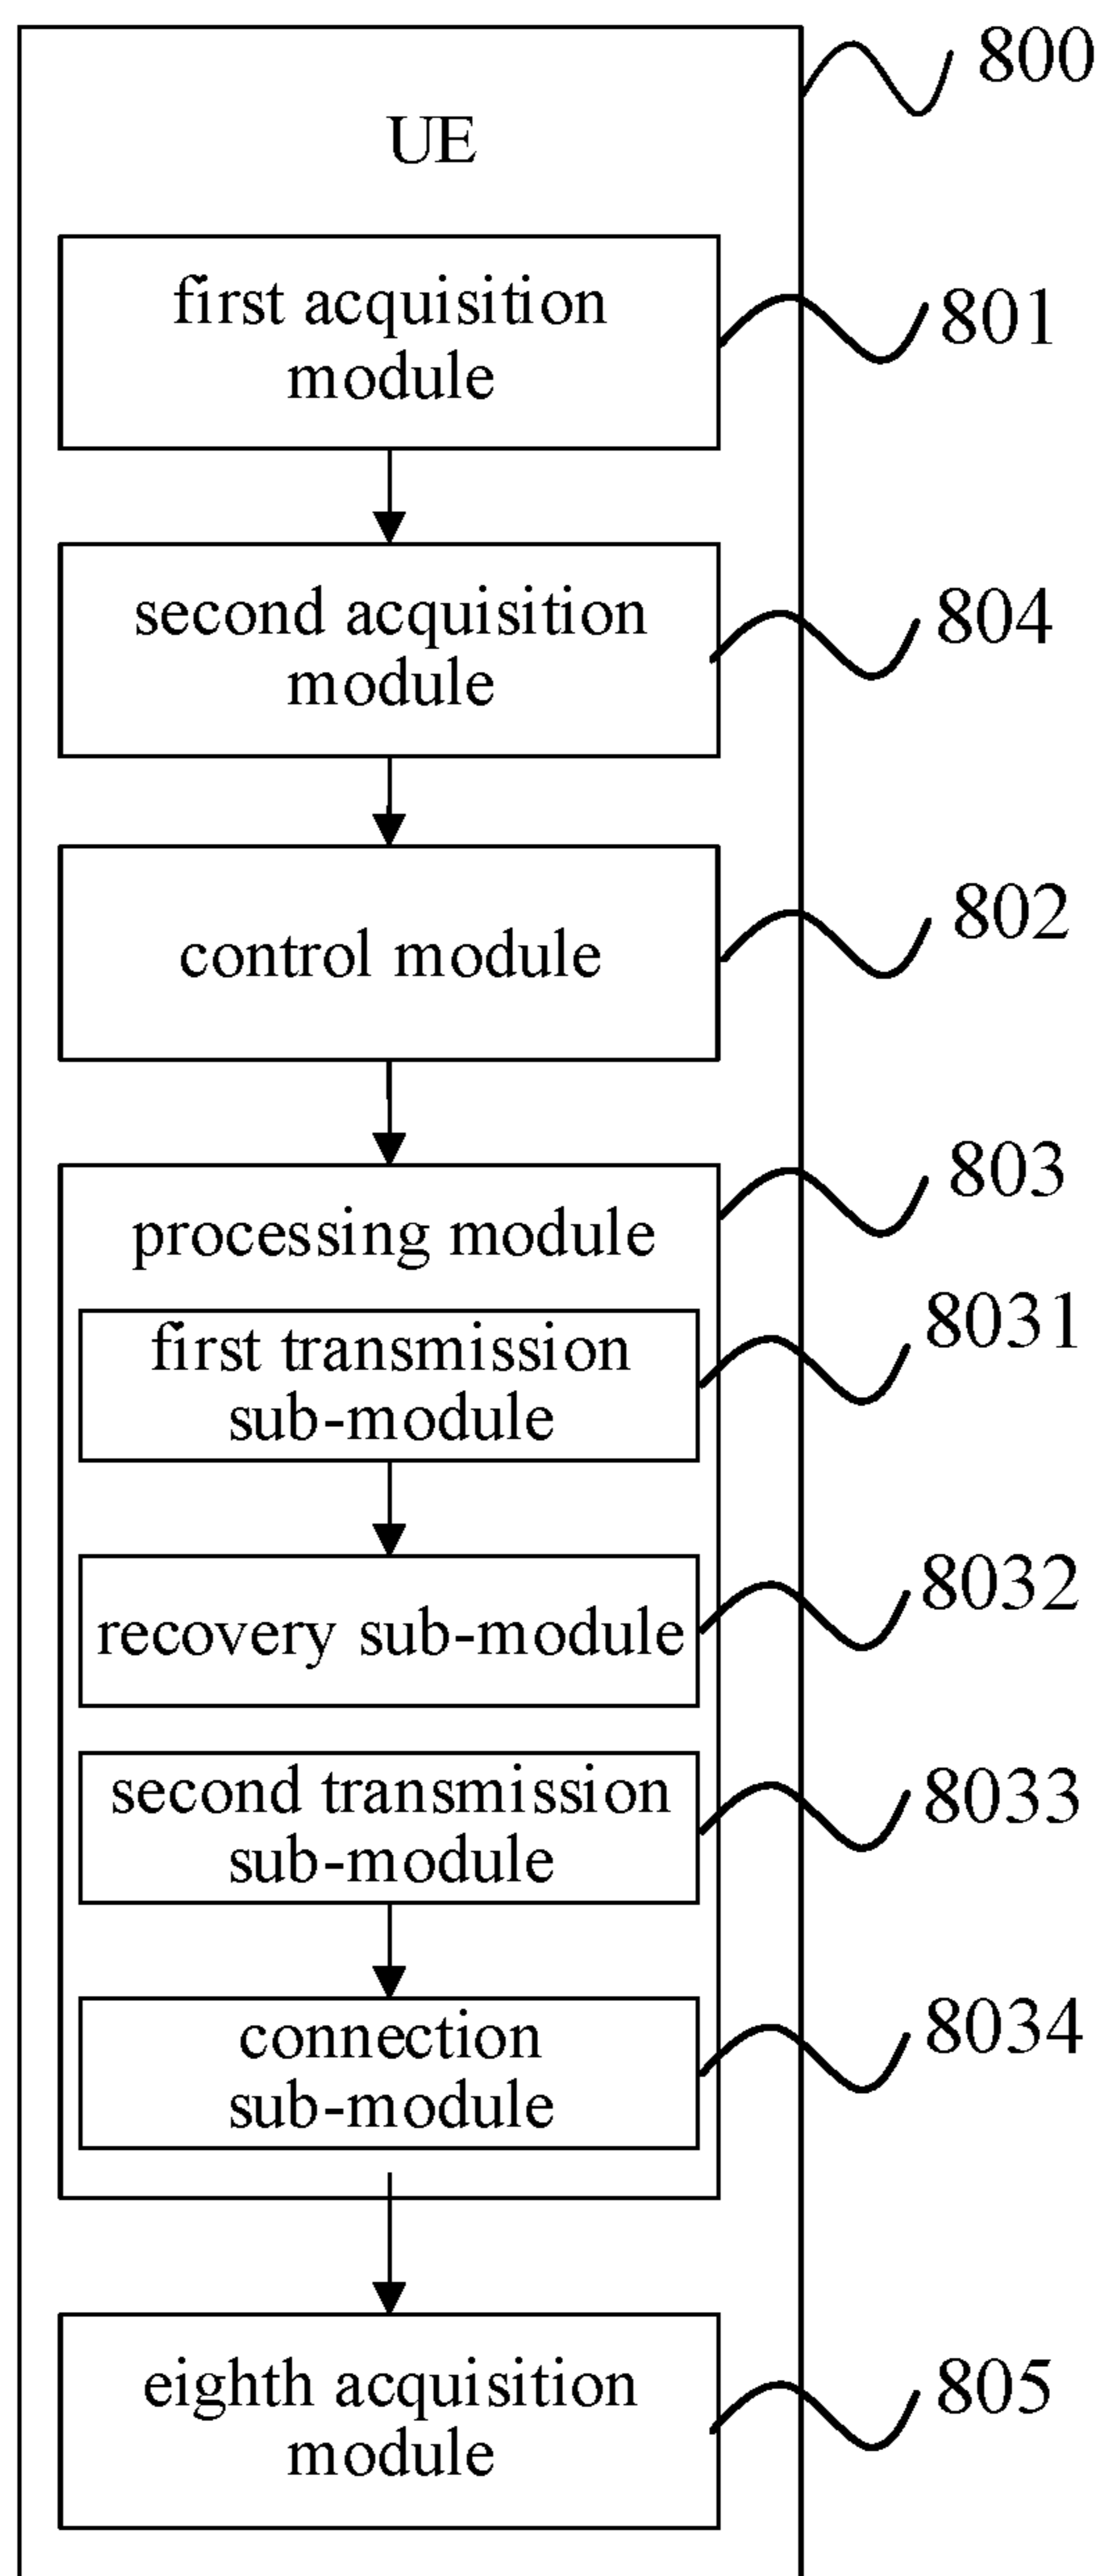 800
UE
first acquisition
module
801
second acquisition
module
804
control module
802
processing module
803
first transmission
sub-module
8031
recovery sub-module
8032
second transmission
sub-module
8033
connection
sub-module
8034
eighth acquisition
module
805